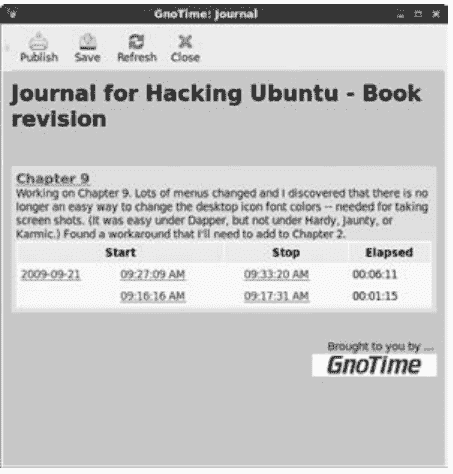 GnoTime: Journal
Publish Save Refresh Close
Journal for Hacking Ubuntu - Book
revision
Chapter 9
Working on Chapter 9. Lots of menus changed and I discovered that there is no
longer an easy way to change the desktop icon font colors -- needed for taking
screen shots. (It was easy under Dapper, but not under Hardy, Jaunty, or
Karmic.) Found a workaround that I'll need to add to Chapter 2.
Start Stop Elapsed
2009-09-21 09:27:09 AM 09:33:20 AM 00:06:11
09:16:16 AM 09:17:31 AM 00:01:15
Brought to you by ...
GnoTime